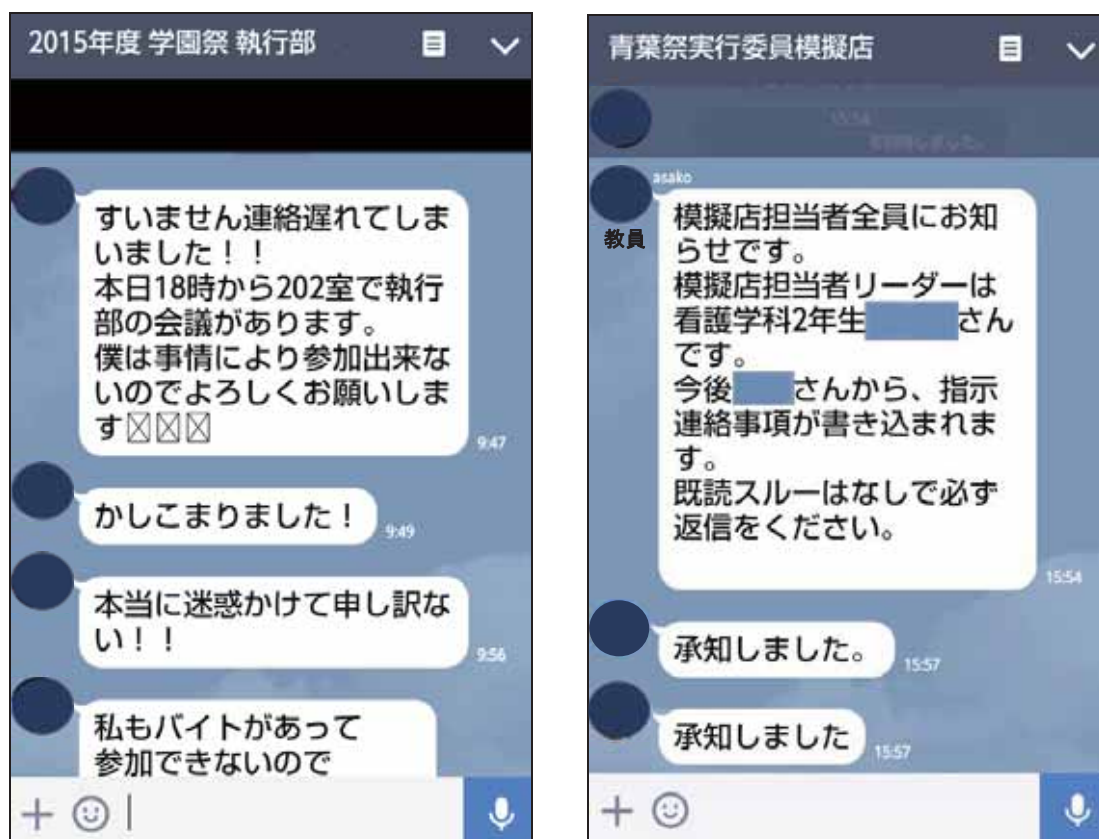 2015年度 学園祭 執行部
すいません連絡遅れてしま
いました！！
本日18時から202室で執行
部の会議があります。
僕は事情により参加出来な
いのでよろしくお願いしま
す
9:47
かしこまりました！
9:49
本当に迷惑かけて申し訳な
い！！
9:56
私もバイトがあって
参加できないので
青葉祭実行委員模擬店
15:54
asako
教員
模擬店担当者全員にお知
らせです。
模擬店担当者リーダーは
看護学科2年生 さん
です。
今後 さんから、指示
連絡事項が書き込まれま
す。
既読スルーはなしで必ず
返信をください。
15:54
承知しました。
15:57
承知しました
15:57